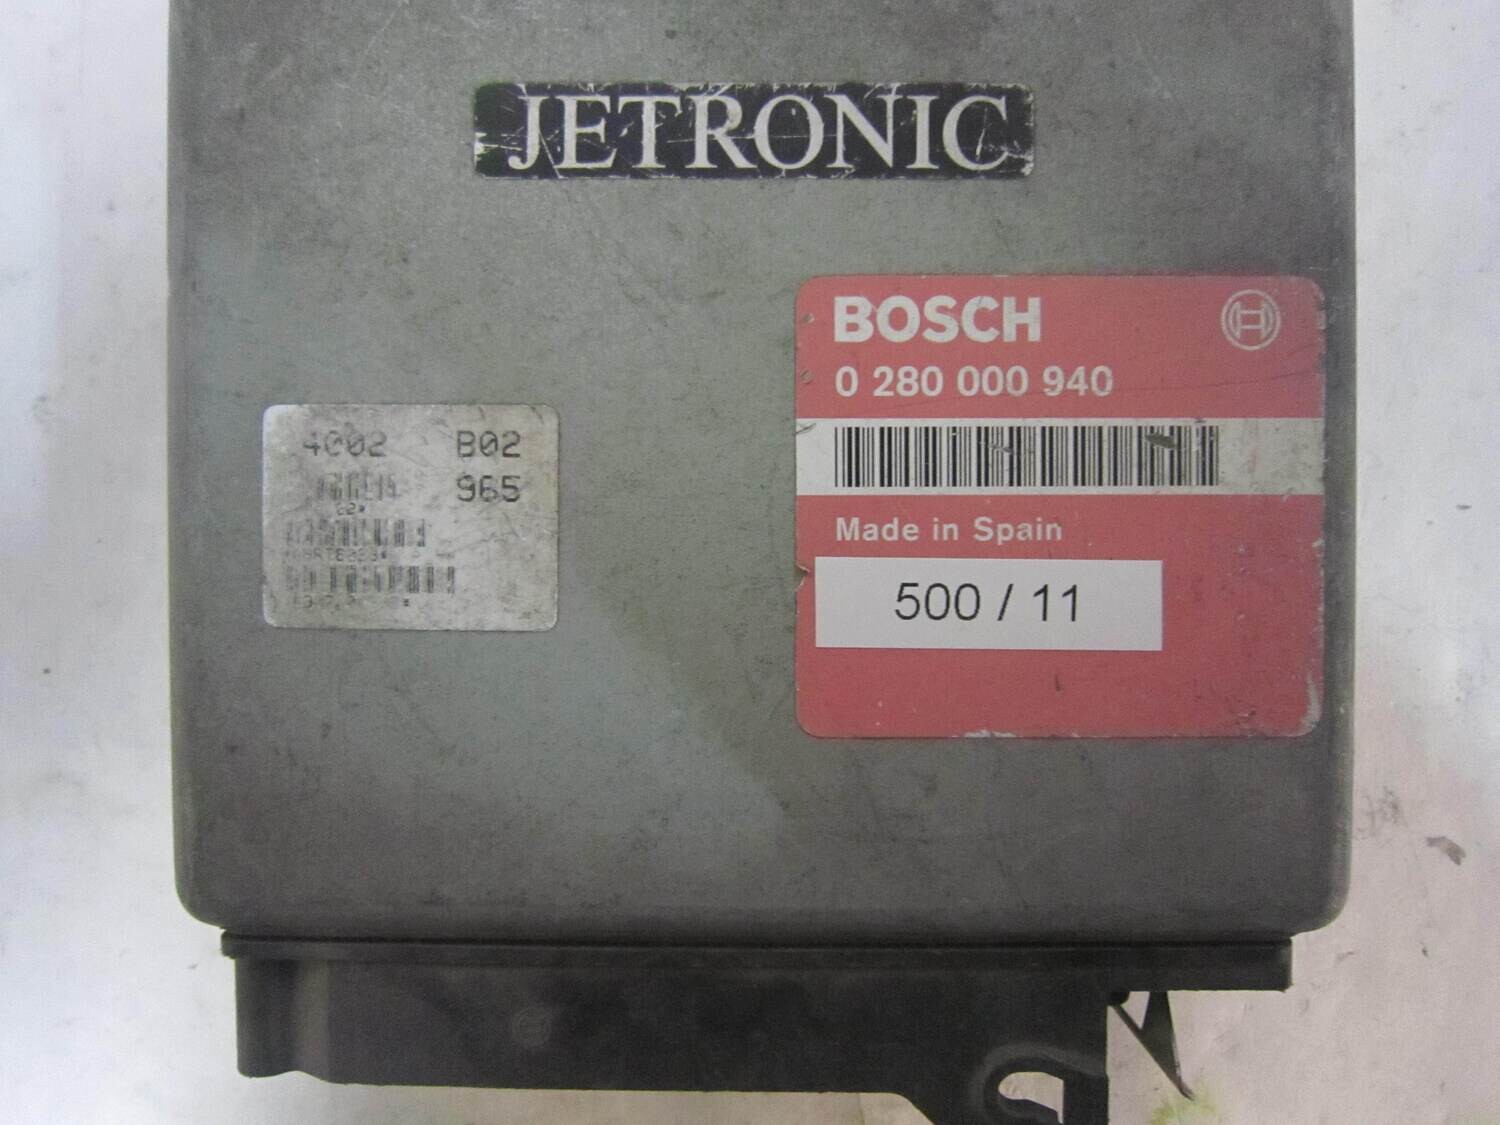 JETRONIC
BOSCH
0 280 000 940
Made in Spain
500 / 11
4002 B02
965